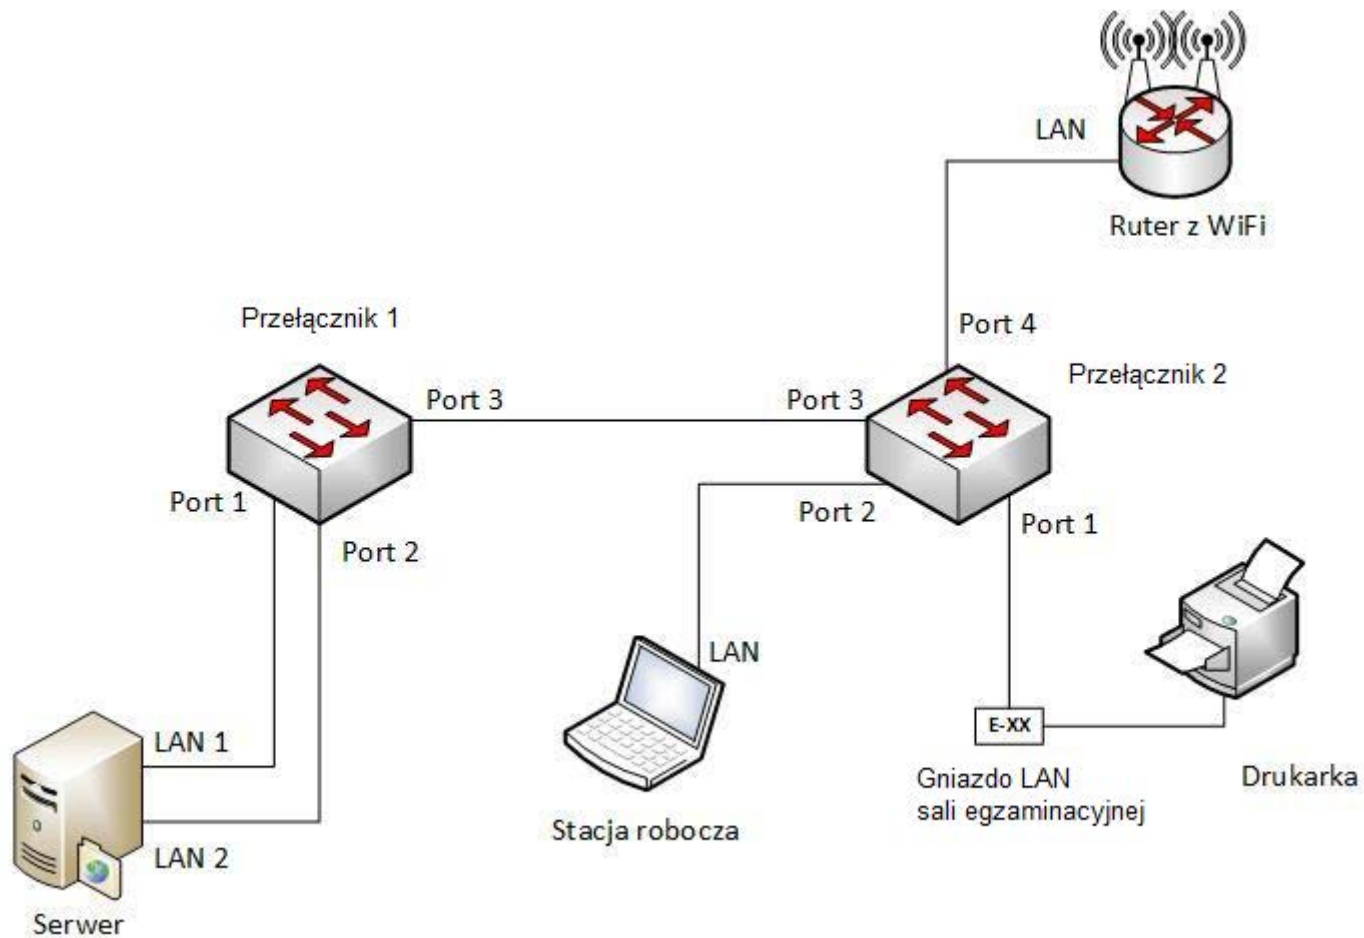 LAN
Ruter z WiFi
Przełącznik 1
Port 4
Przełącznik 2
Port 3
Port 3
Port 1
Port 2
Port 2
Port 1
LAN
E-XX
LAN 1
Gniazdo LAN
sali egzaminacyjnej
Drukarka
Stacja robocza
LAN 2
Serwer